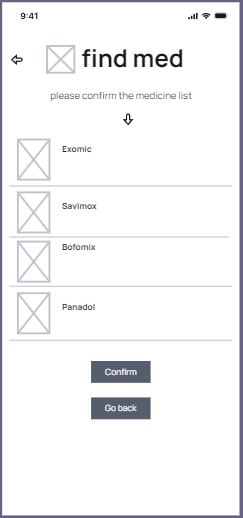 9:41
find med
please confirm the medicine list
Exomic
Savimox
Bofomix
Panadol
Confirm
Go back